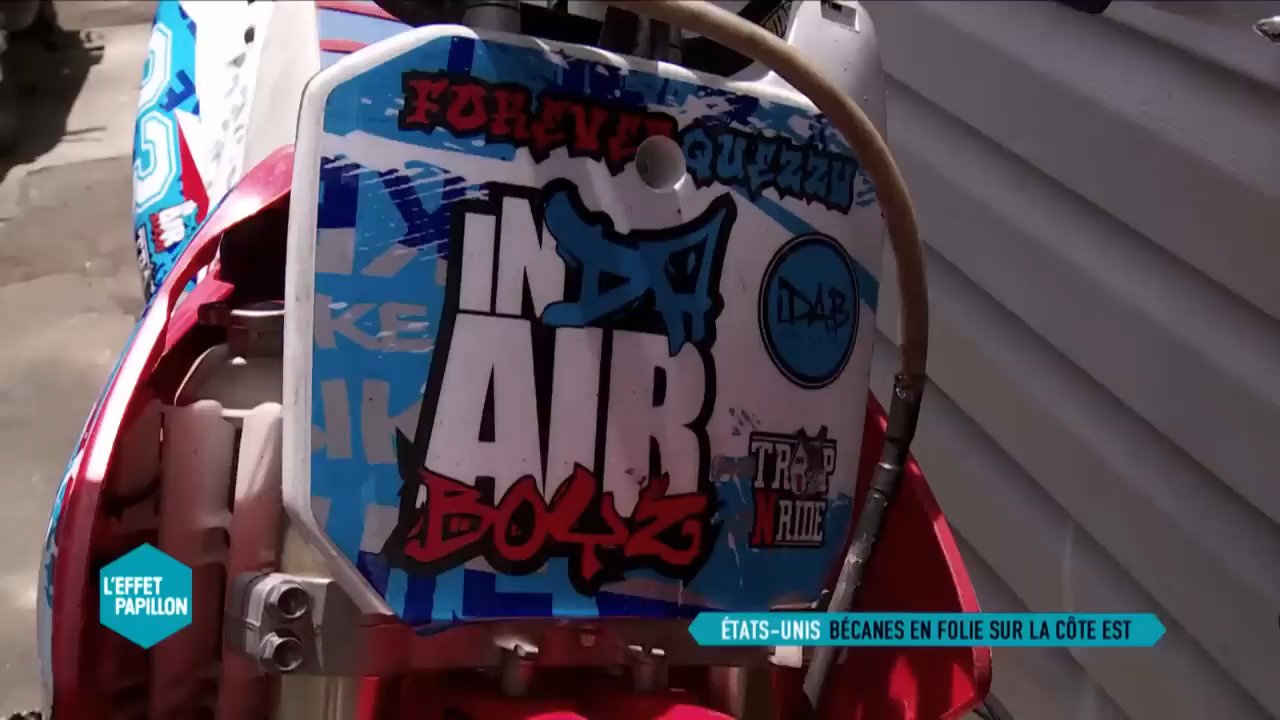 FOREVER
QUEZZY
iN DA
AIR
BOYZ
IDAB
TRAP
N RIDE
KE
L'EFFET
PAPILLON
ÉTATS-UNIS BÉCANES EN FOLIE SUR LA CÔTE EST